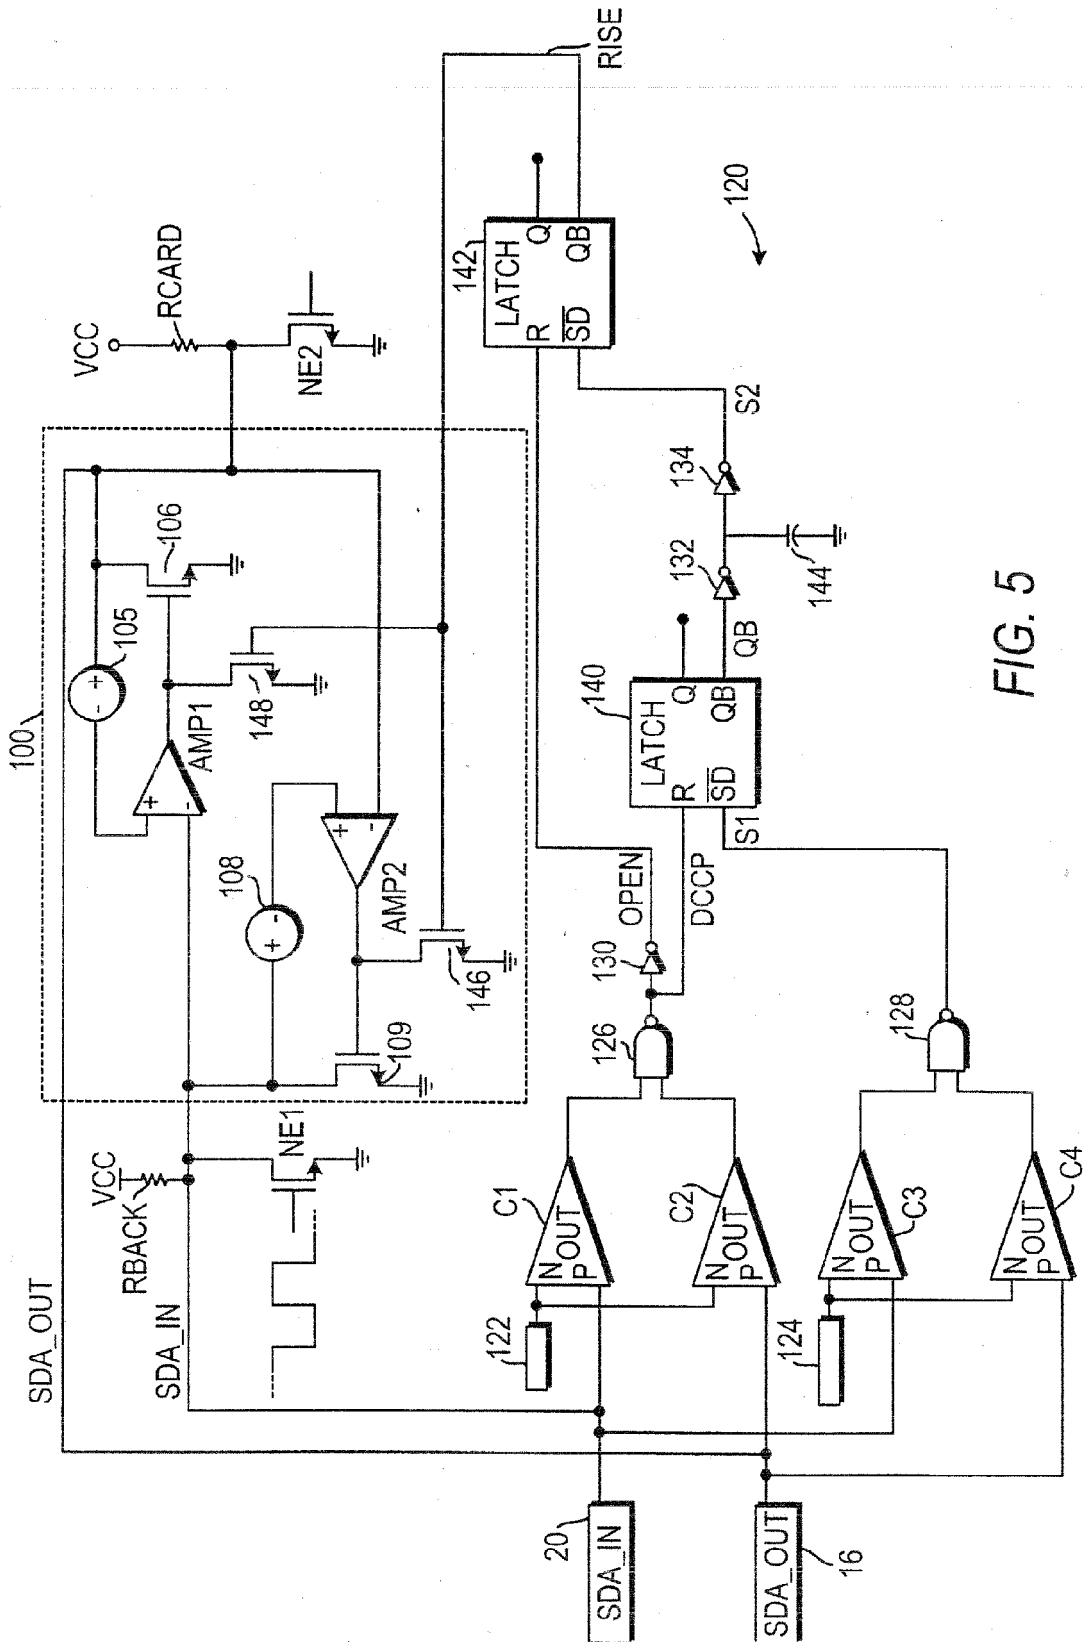 FIG. 5
120
100
SDA_OUT
SDA_IN
VCC
RBACK
NE1
105
+
-
106
AMP1
+
-
148
108
+
-
AMP2
+
-
109
146
VCC
RCARD
NE2
RISE
142
LATCH
R
SD
Q
QB
S2
134
132
144
QB
140
LATCH
R
SD
Q
QB
S1
OPEN
DCCP
130
126
128
C1
N
P
OUT
C2
N
P
OUT
C3
N
P
OUT
C4
N
P
OUT
122
124
20
SDA_IN
SDA_OUT
16